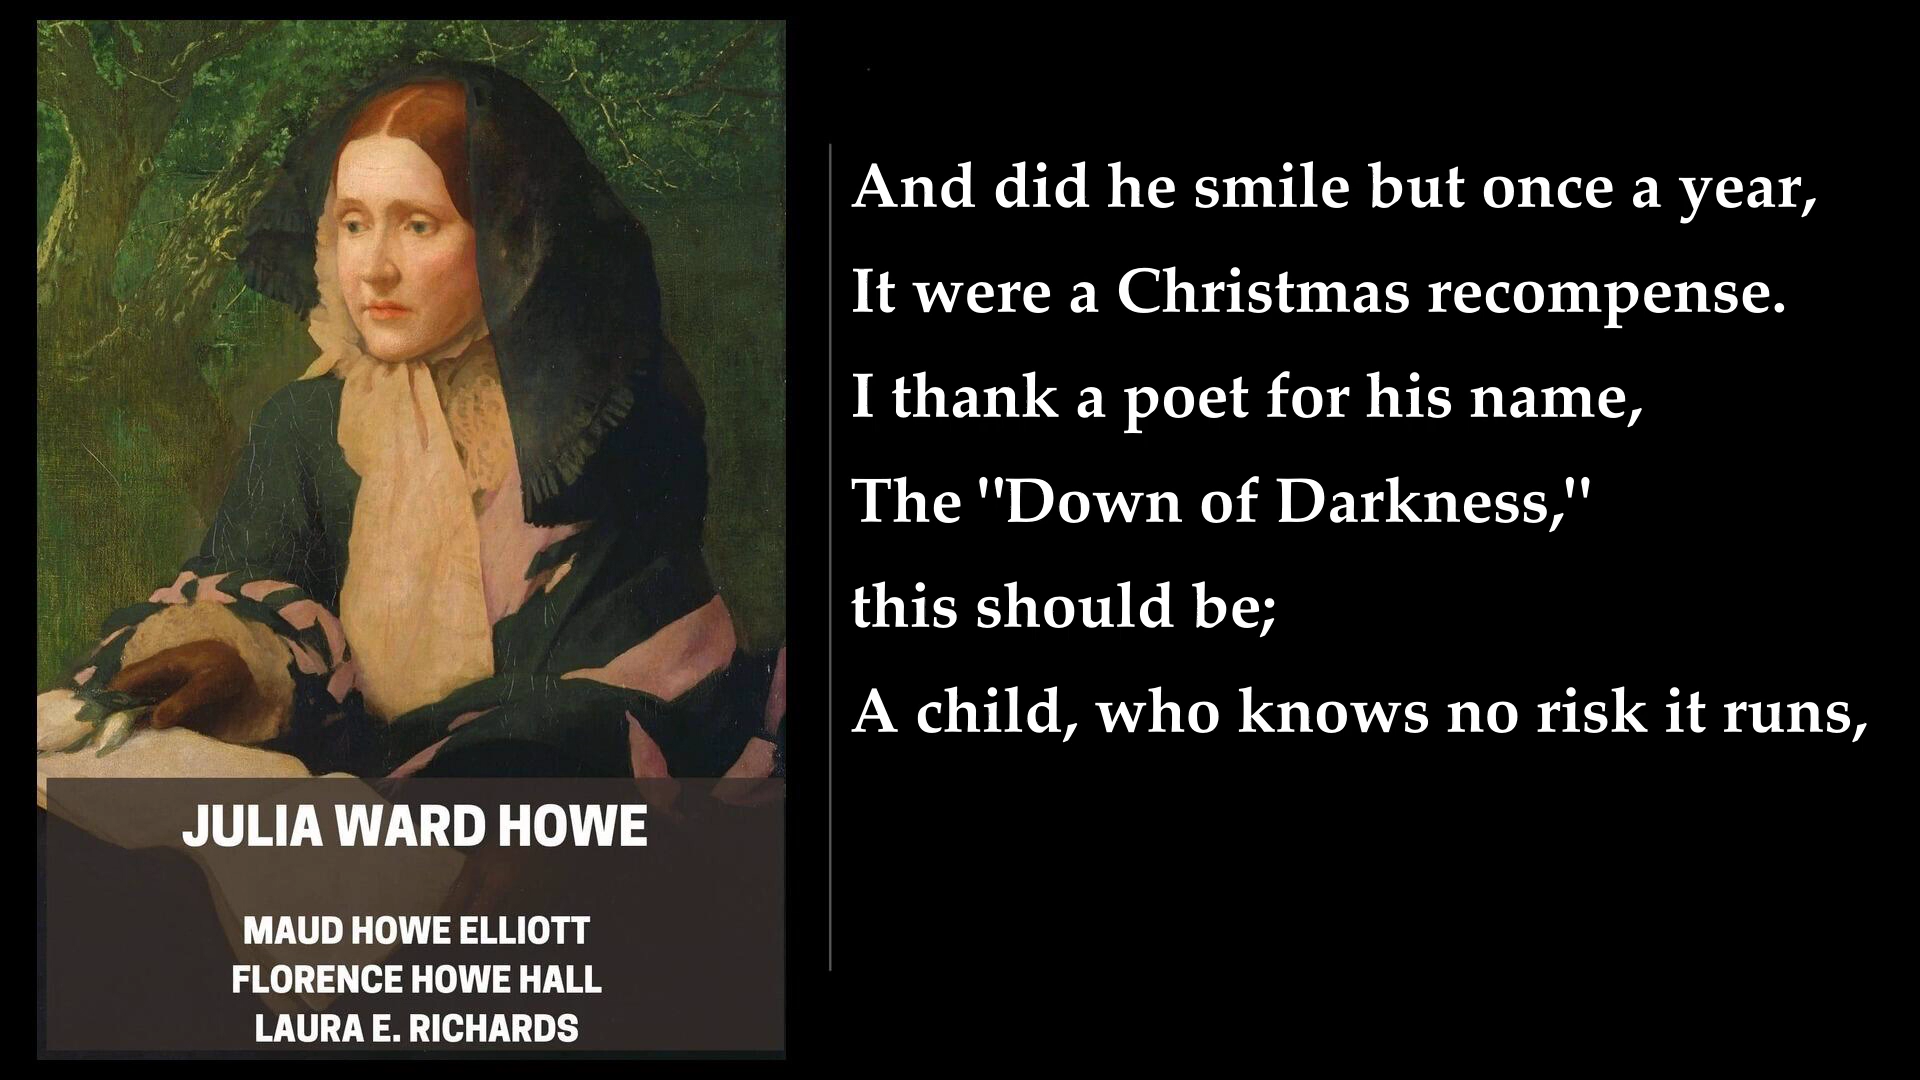 JULIA WARD HOWE
MAUD HOWE ELLIOTT
FLORENCE HOWE HALL
LAURA E. RICHARDS
And did he smile but once a year,
It were a Christmas recompense.
I thank a poet for his name,
The "Down of Darkness,"
this should be;
A child, who knows no risk it runs,